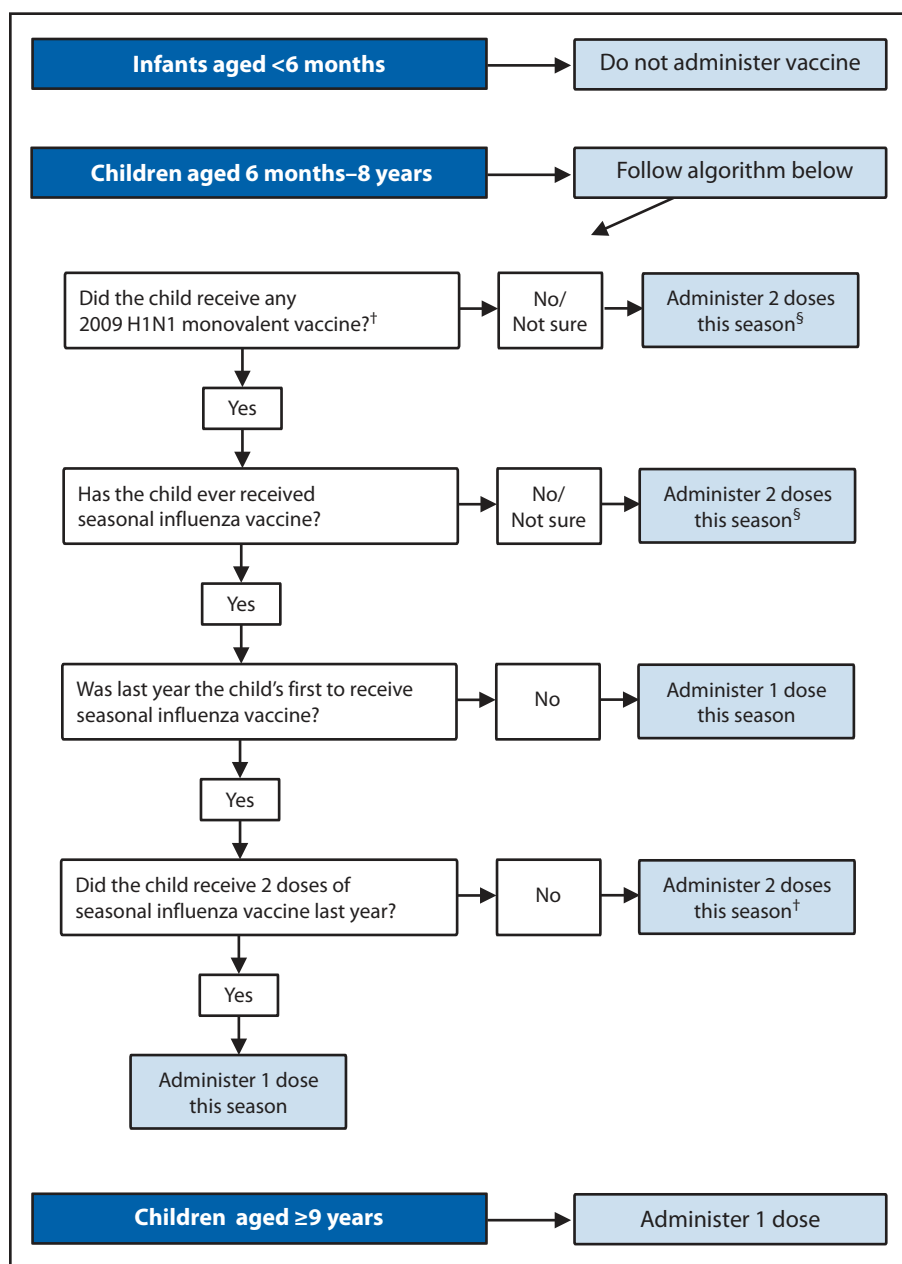 Infants aged <6 months
Do not administer vaccine
Children aged 6 months–8 years
Follow algorithm below
Did the child receive any
2009 H1N1 monovalent vaccine?†
No/
Not sure
Administer 2 doses
this season§
Yes
Has the child ever received
seasonal influenza vaccine?
No/
Not sure
Administer 2 doses
this season§
Yes
Was last year the child’s first to receive
seasonal influenza vaccine?
No
Administer 1 dose
this season
Yes
Did the child receive 2 doses of
seasonal influenza vaccine last year?
No
Administer 2 doses
this season†
Yes
Administer 1 dose
this season
Children aged ≥9 years
Administer 1 dose